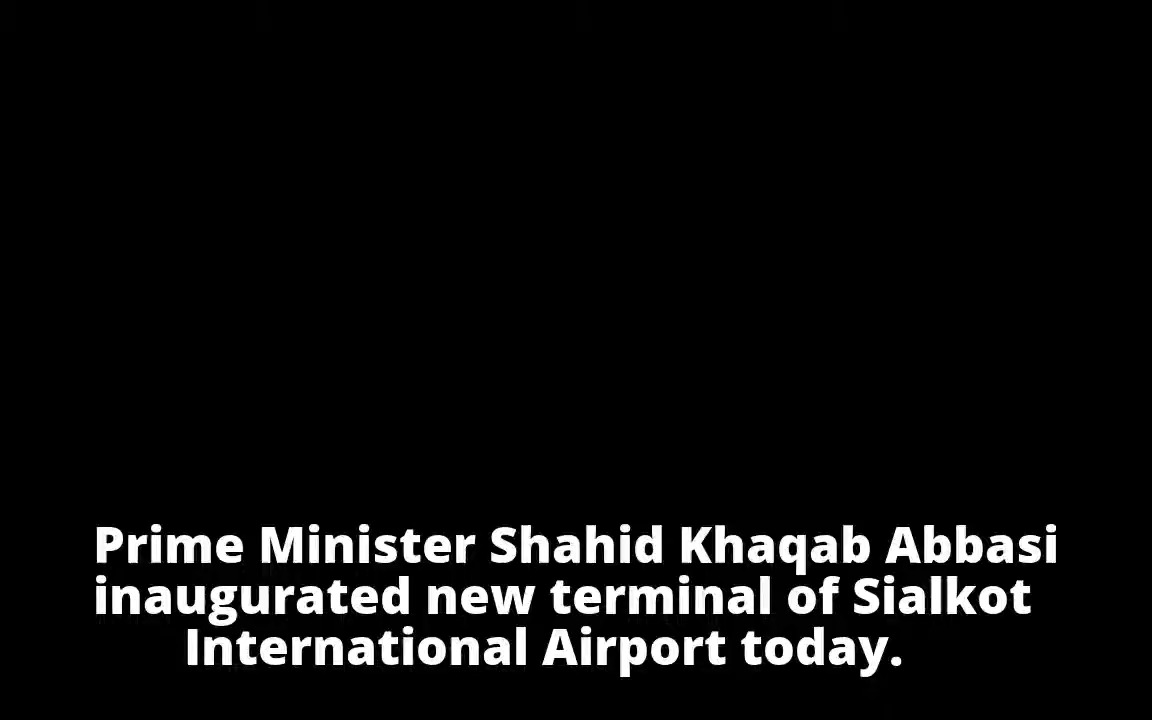 Prime Minister Shahid Khaqab Abbasi
inaugurated new terminal of Sialkot
International Airport today.